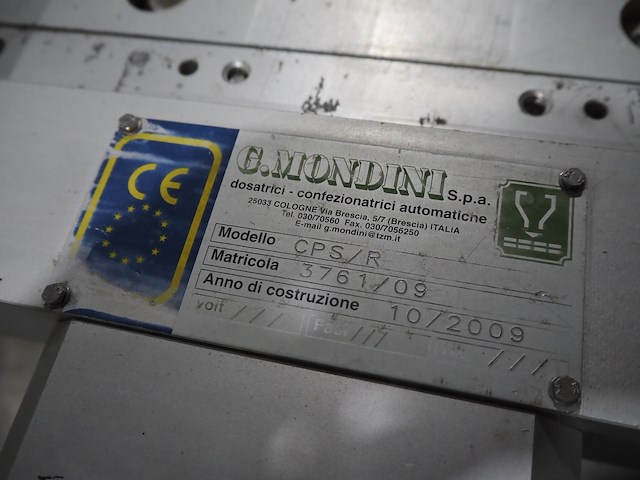 CE
G.MONDINI S.p.a.
dosatrici - confezionatrici automatiche
25033 COLOGNE Via Brescia, 5/7 (Brescia) ITALIA
Tel. 030/70560 Fax. 030/7056250
E-mail g.mondini@tzm.it
Modello CPS/R
Matricola 3761/09
Anno di costruzione 10/2009
volt /// Fasi /// ///